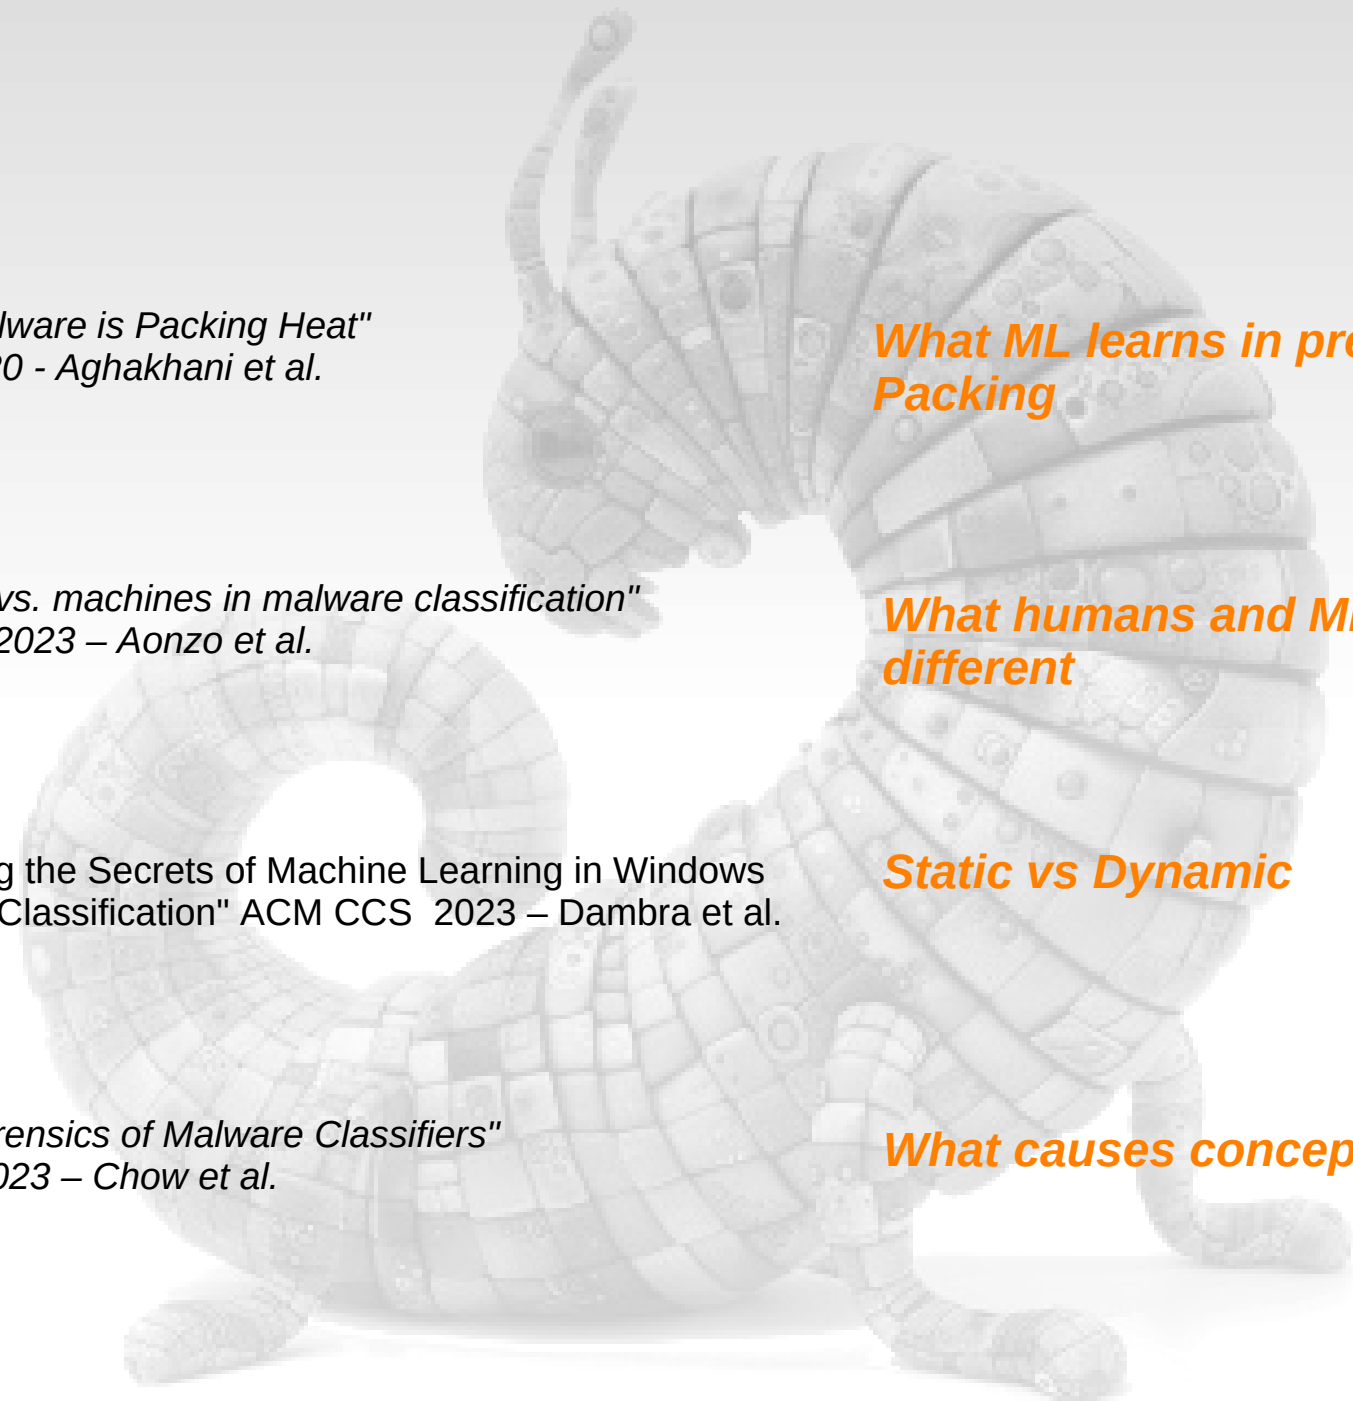 lware is Packing Heat"
20 - Aghakhani et al.
What ML learns in pre
Packing
vs. machines in malware classification"
2023 – Aonzo et al.
What humans and ML
different
g the Secrets of Machine Learning in Windows
Classification" ACM CCS  2023 – Dambra et al.
Static vs Dynamic
rensics of Malware Classifiers"
023 – Chow et al.
What causes concep